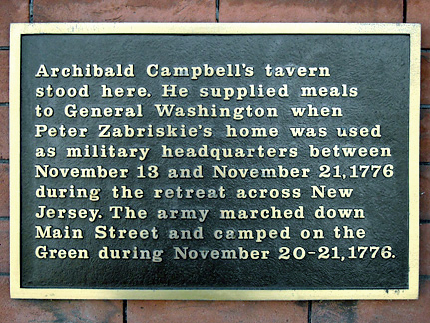 Archibald Campbell's tavern
stood here. He supplied meals
to General Washington when
Peter Zabriskie's home was used
as military headquarters between
November 13 and November 21,1776
during the retreat across New
Jersey. The army marched down
Main Street and camped on the
Green during November 20-21,1776.